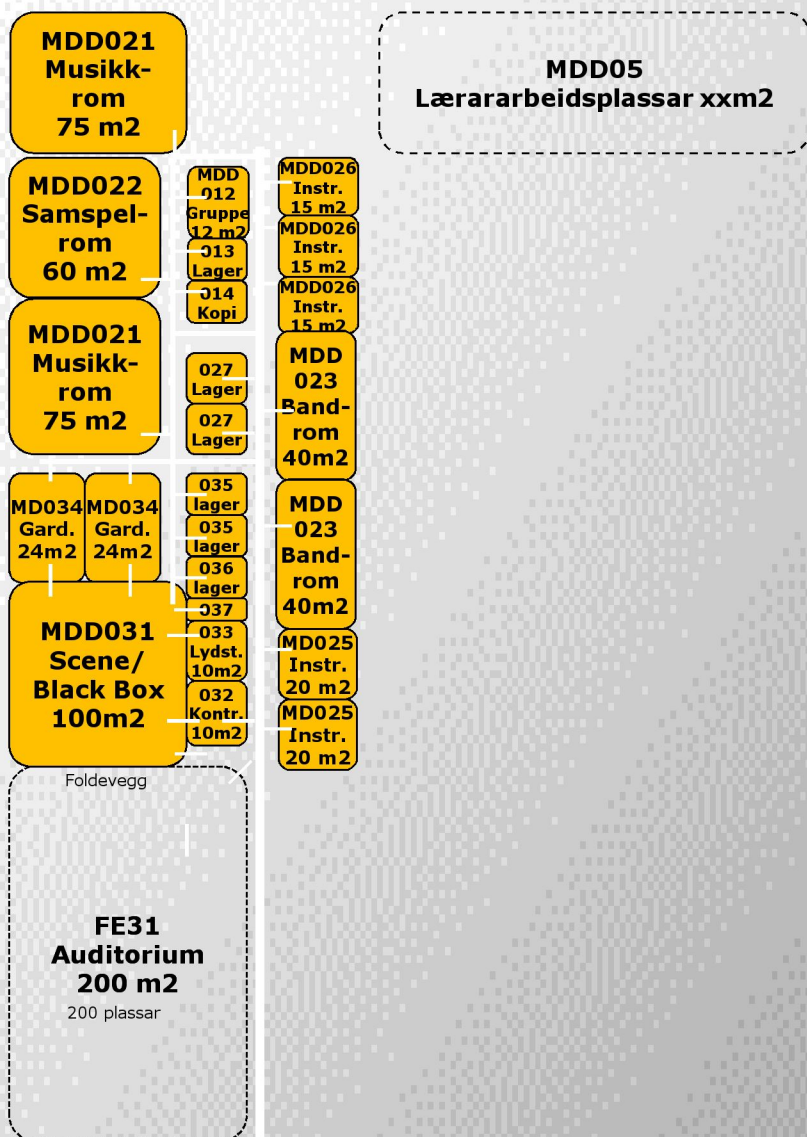 MDD021
Musikk-
rom
75 m2
MDD05
Lærararbeidsplassar xxm2
MDD022
Samspel-
rom
60 m2
MDD
012
Gruppe
12 m2
013
Lager
014
Kopi
MDD026
Instr.
15 m2
MDD026
Instr.
15 m2
MDD026
Instr.
15 m2
MDD021
Musikk-
rom
75 m2
027
Lager
027
Lager
MDD
023
Band-
rom
40m2
MD034
Gard.
24m2
MD034
Gard.
24m2
035
lager
035
lager
036
lager
037
033
Lydst.
10m2
032
Kontr.
10m2
MDD
023
Band-
rom
40m2
MDD031
Scene/
Black Box
100m2
MD025
Instr.
20 m2
MD025
Instr.
20 m2
Foldevegg
FE31
Auditorium
200 m2
200 plassar